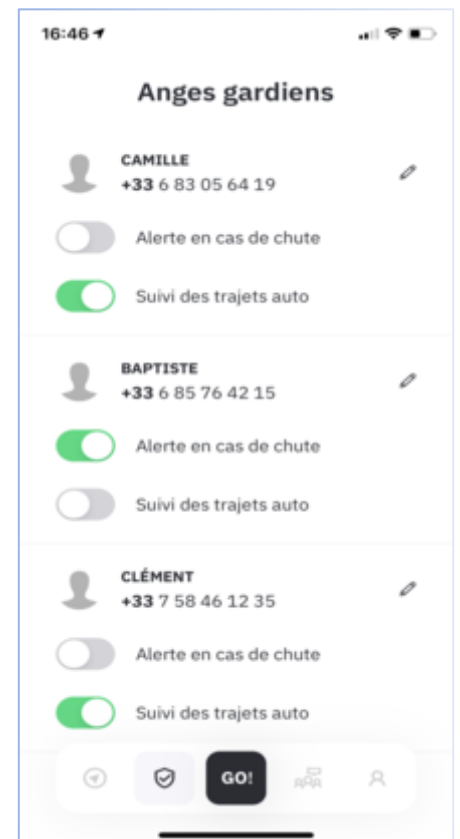 16:46
Anges gardiens
CAMILLE
+33 6 83 05 64 19
Alerte en cas de chute
Suivi des trajets auto
BAPTISTE
+33 6 85 76 42 15
Alerte en cas de chute
Suivi des trajets auto
CLÉMENT
+33 7 58 46 12 35
Alerte en cas de chute
Suivi des trajets auto
GO!